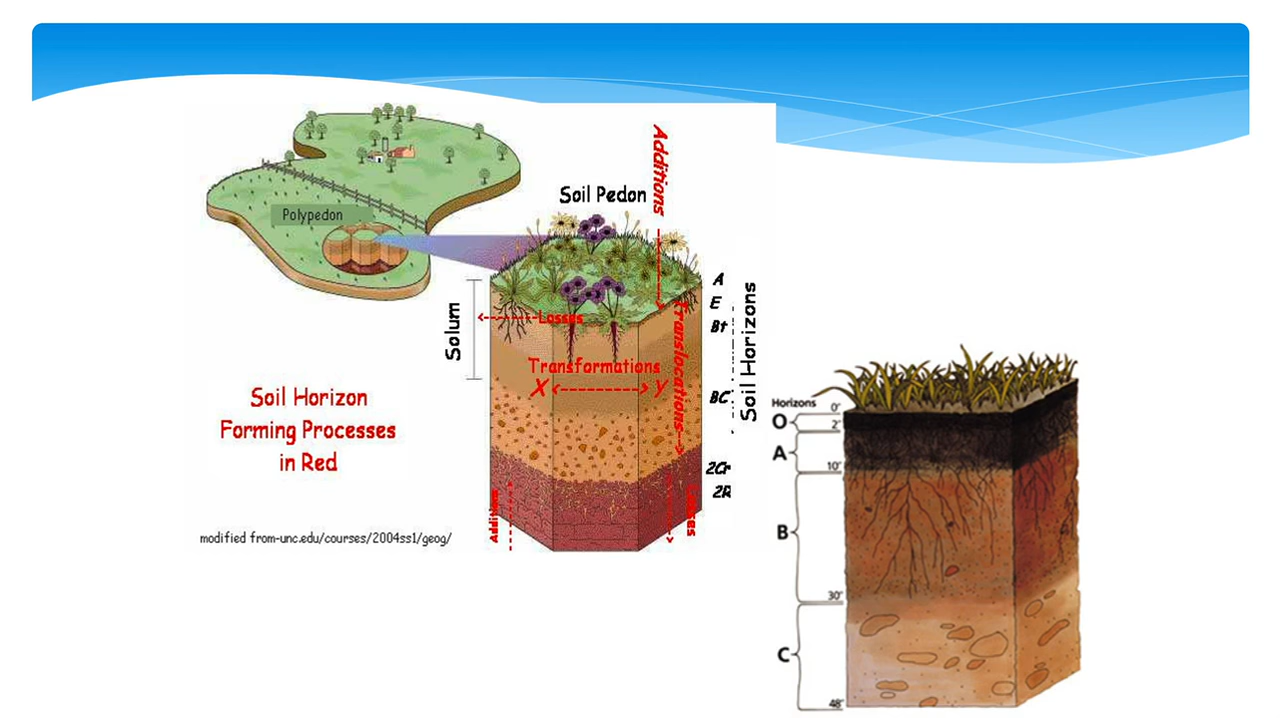 Polypedon
Soil Pedon
Additions
A
E
Bt
Losses
Translocations
Solum
Soil Horizons
Transformations
X
Y
BC
Soil Horizon
Forming Processes
in Red
2Cr
2R
Additions
Losses
modified from-unc.edu/courses/2004ss1/geog/
Horizons
0"
O
2"
A
10"
B
30"
C
48"